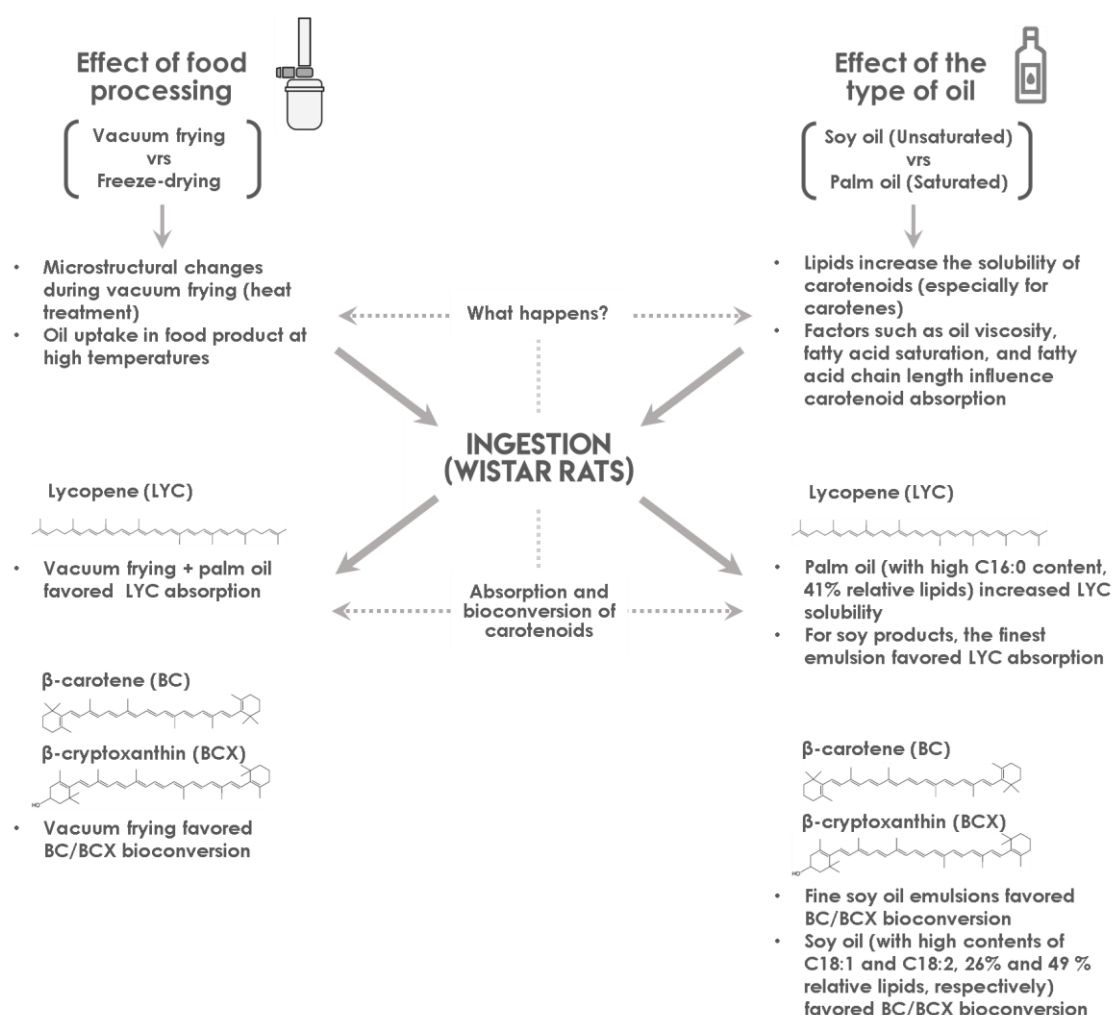 Effect of food
processing
Vacuum frying
vrs
Freeze-drying
• Microstructural changes
during vacuum frying (heat
treatment)
• Oil uptake in food product at
high temperatures
Effect of the
type of oil
Soy oil (Unsaturated)
vrs
Palm oil (Saturated)
• Lipids increase the solubility of
carotenoids (especially for
carotenes)
• Factors such as oil viscosity,
fatty acid saturation, and fatty
acid chain length influence
carotenoid absorption
What happens?
INGESTION
(WISTAR RATS)
Absorption and
bioconversion of
carotenoids
Lycopene (LYC)
• Vacuum frying + palm oil
favored LYC absorption
β-carotene (BC)
β-cryptoxanthin (BCX)
HO
• Vacuum frying favored
BC/BCX bioconversion
Lycopene (LYC)
• Palm oil (with high C16:0 content,
41% relative lipids) increased LYC
solubility
• For soy products, the finest
emulsion favored LYC absorption
β-carotene (BC)
β-cryptoxanthin (BCX)
HO
• Fine soy oil emulsions favored
BC/BCX bioconversion
• Soy oil (with high contents of
C18:1 and C18:2, 26% and 49 %
relative lipids, respectively)
favored BC/BCX bioconversion